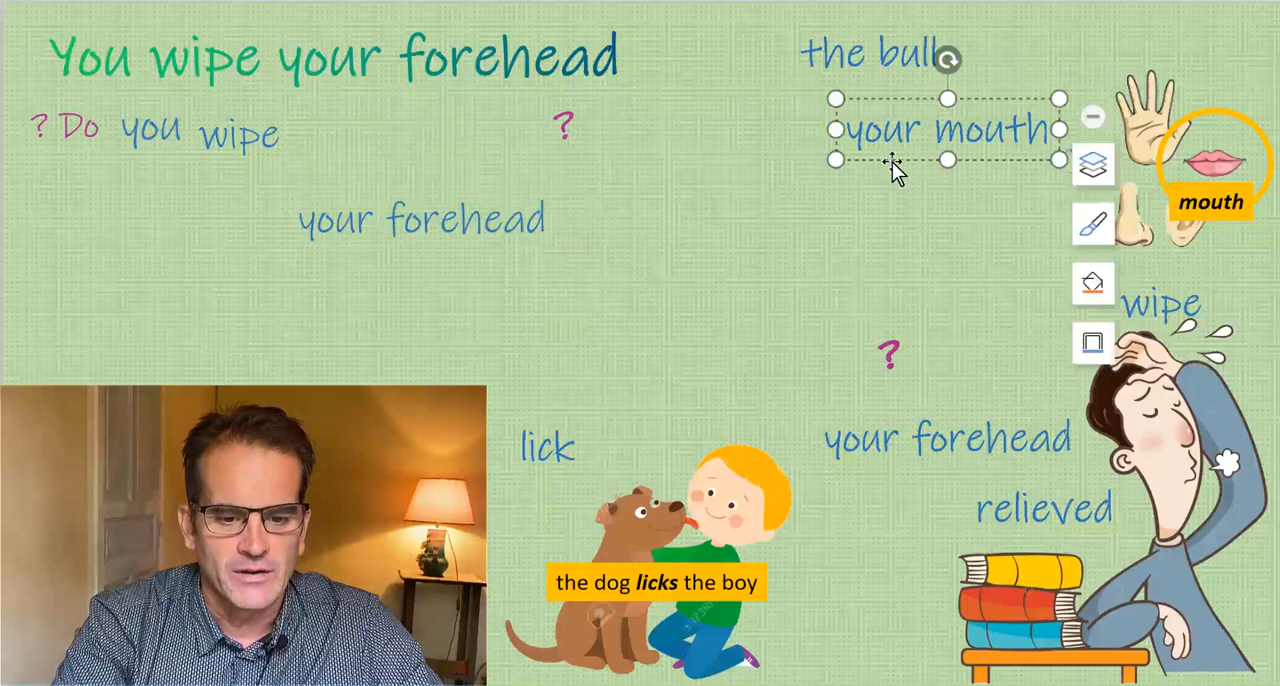 You wipe your forehead
the bull
? Do you wipe ?
your mouth
mouth
your forehead
wipe
?
lick
your forehead
relieved
the dog licks the boy